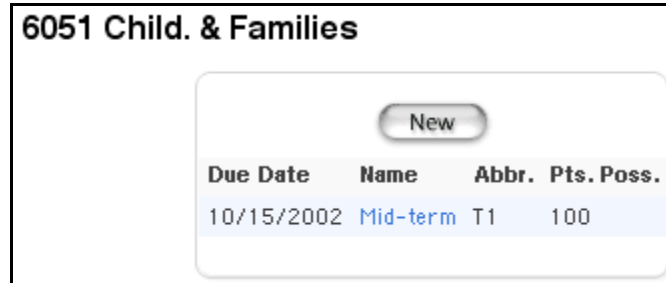 6051 Child. & Families
New
Due Date Name Abbr. Pts. Poss.
10/15/2002 Mid-term T1 100